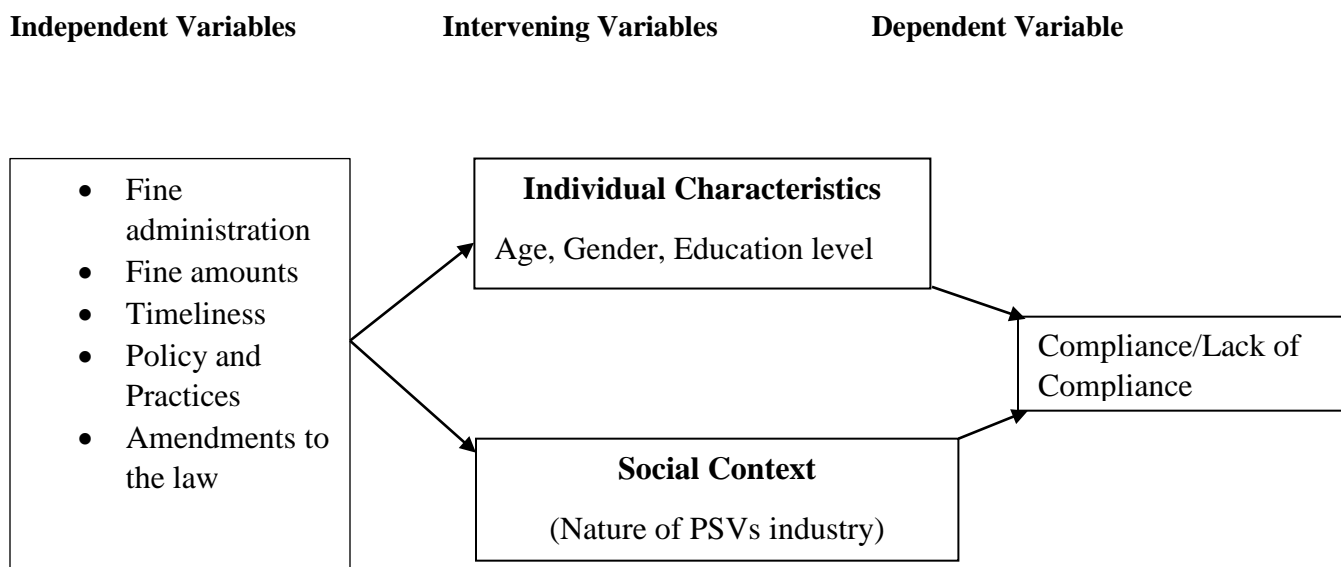 Independent Variables Intervening Variables Dependent Variable
• Fine
administration
• Fine amounts
• Timeliness
• Policy and
Practices
• Amendments to
the law
Individual Characteristics
Age, Gender, Education level
Social Context
(Nature of PSVs industry)
Compliance/Lack of
Compliance